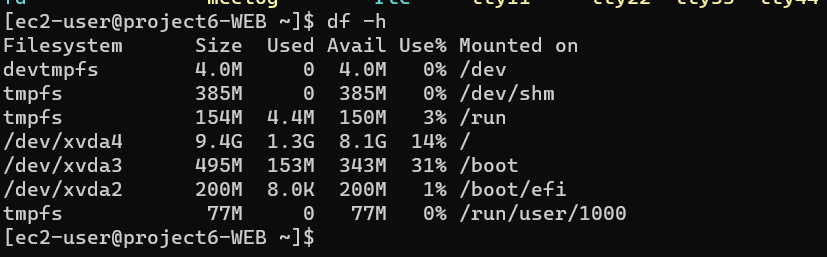 [ec2-user@project6-WEB ~]$ df -h
Filesystem      Size  Used Avail Use% Mounted on
devtmpfs        4.0M     0  4.0M   0% /dev
tmpfs           385M     0  385M   0% /dev/shm
tmpfs           154M  4.4M  150M   3% /run
/dev/xvda4      9.4G  1.3G  8.1G  14% /
/dev/xvda3      495M  153M  343M  31% /boot
/dev/xvda2      200M  8.0K  200M   1% /boot/efi
tmpfs            77M     0   77M   0% /run/user/1000
[ec2-user@project6-WEB ~]$